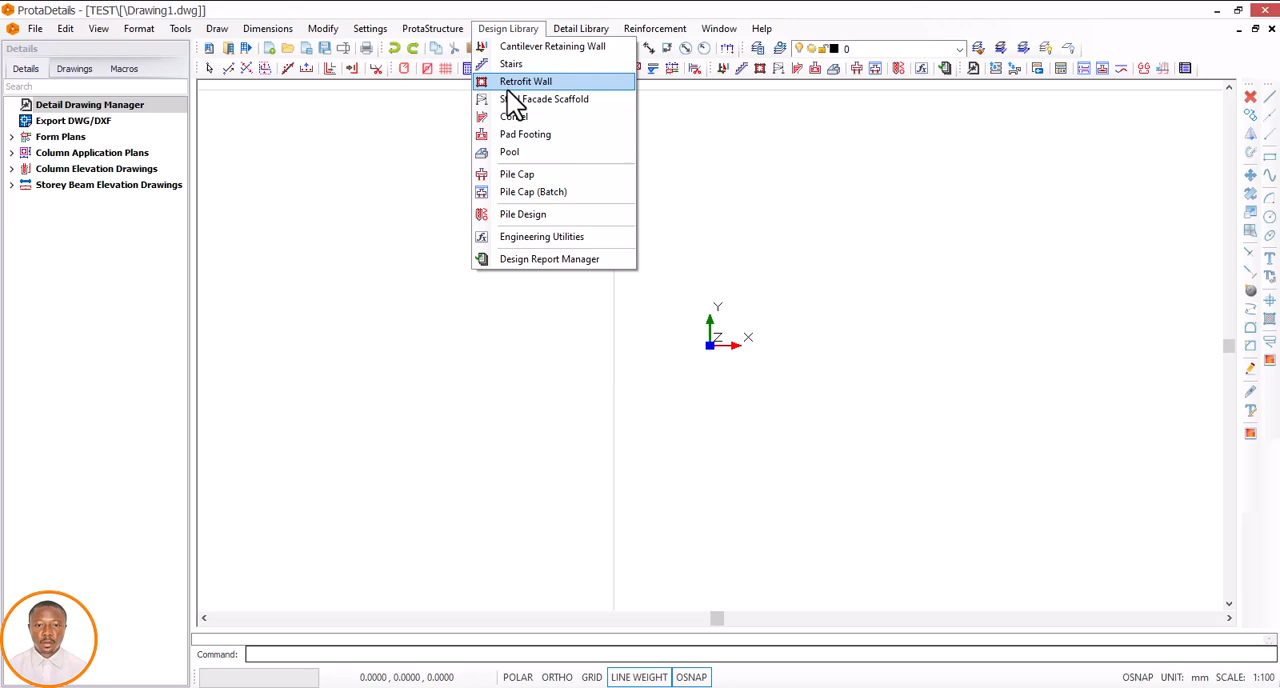 ProtaDetails - [TEST\[\Drawing1.dwg]]
File Edit View Format Tools Draw Dimensions Modify Settings ProtaStructure Design Library Detail Library Reinforcement Window Help
Details
0
Details Drawings Macros
Search
Detail Drawing Manager
Export DWG/DXF
Form Plans
Column Application Plans
Column Elevation Drawings
Storey Beam Elevation Drawings
Cantilever Retaining Wall
Stairs
Retrofit Wall
Facade Scaffold
Pad Footing
Pool
Pile Cap
Pile Cap (Batch)
Pile Design
Engineering Utilities
Design Report Manager
Y
Z X
Command:
0.0000 , 0.0000 , 0.0000 POLAR ORTHO GRID LINE WEIGHT OSNAP OSNAP UNIT: mm SCALE: 1:100